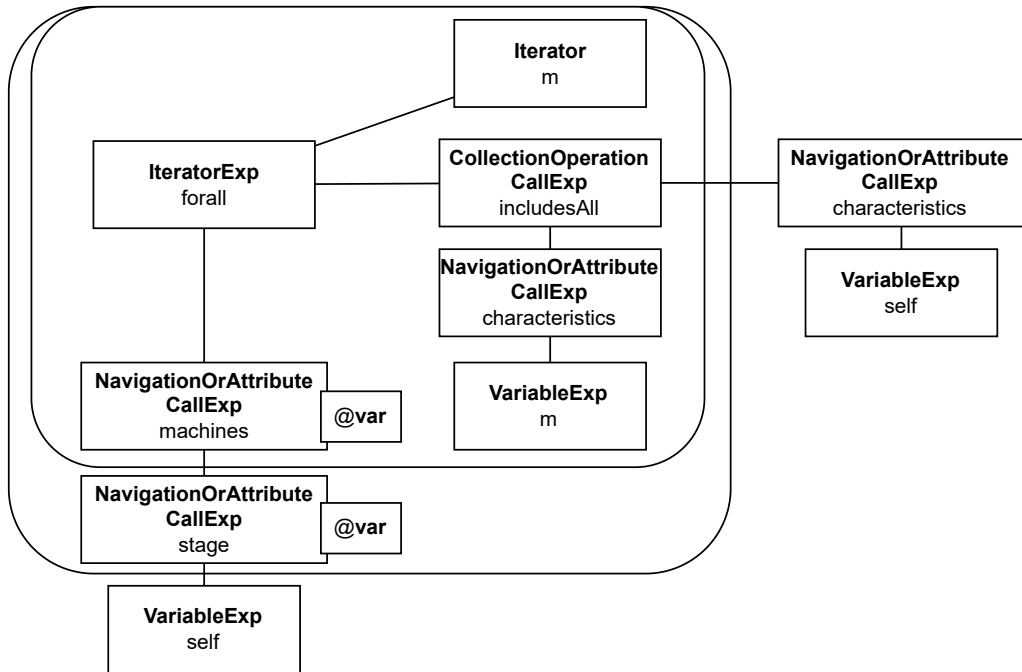 Iterator
m
IteratorExp
forall
CollectionOperation
CallExp
includesAll
NavigationOrAttribute
CallExp
characteristics
NavigationOrAttribute
CallExp
characteristics
VariableExp
self
NavigationOrAttribute
CallExp
machines
@var
VariableExp
m
NavigationOrAttribute
CallExp
stage
@var
VariableExp
self